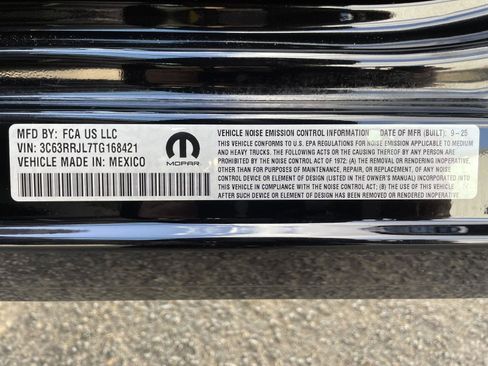 MFD BY: FCA US LLC
VIN: 3C63RRJL7TG168421
VEHICLE MADE IN: MEXICO
MOPAR
VEHICLE NOISE EMISSION CONTROL INFORMATION DATE OF MFR (BUILT): 9-25
THIS VEHICLE CONFORMS TO U.S. EPA REGULATIONS FOR NOISE EMISSION APPLICABLE TO MEDIUM
AND HEAVY TRUCKS. THE FOLLOWING ACTS OR THE CAUSING THEREOF BY ANY PERSON ARE
PROHIBITED BY THE NOISE CONTROL ACT OF 1972: (A) THE REMOVAL OR RENDERING INOPERATIVE,
OTHER THAN FOR PURPOSES OF MAINTENANCE, REPAIR, OR REPLACEMENT, OF ANY NOISE
CONTROL DEVICE OR ELEMENT OF DESIGN (LISTED IN THE OWNER'S MANUAL) INCORPORATED
INTO THIS VEHICLE IN COMPLIANCE WITH THE NOISE CONTROL ACT; (B) THE USE OF THIS VEHICLE
AFTER SUCH DEVICE OR ELEMENT OF DESIGN HAS BEEN REMOVED OR RENDERED INOPERATIVE